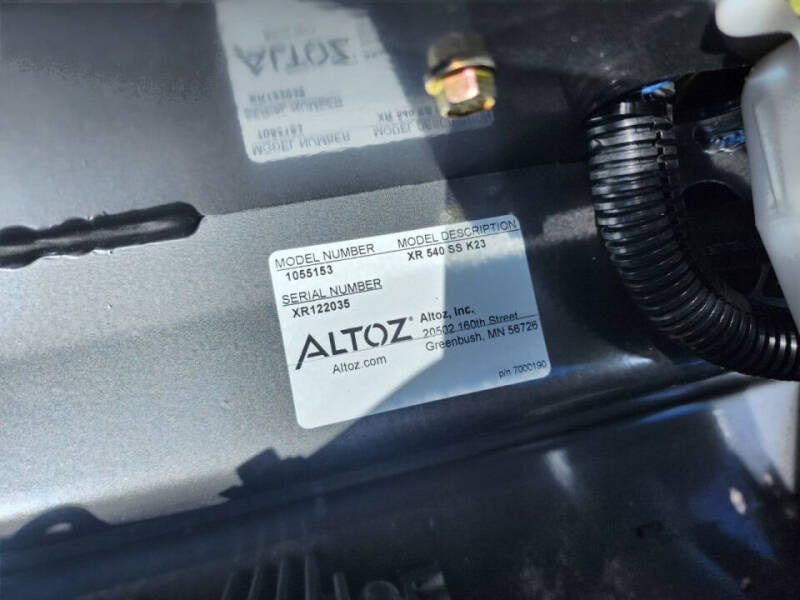 MODEL NUMBER MODEL DESCRIPTION
1055153 XR 540 SS K23
SERIAL NUMBER
XR122035
ALTOZ® Altoz, Inc.
20502 160th Street
Greenbush, MN 56726
Altoz.com
p/n 7000190